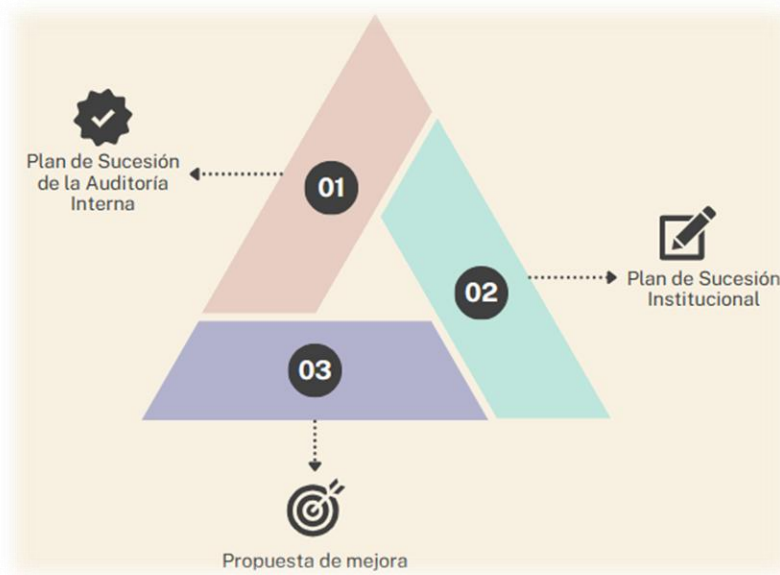 Plan de Sucesión
de la Auditoría
Interna
01
02
Plan de Sucesión
Institucional
03
Propuesta de mejora